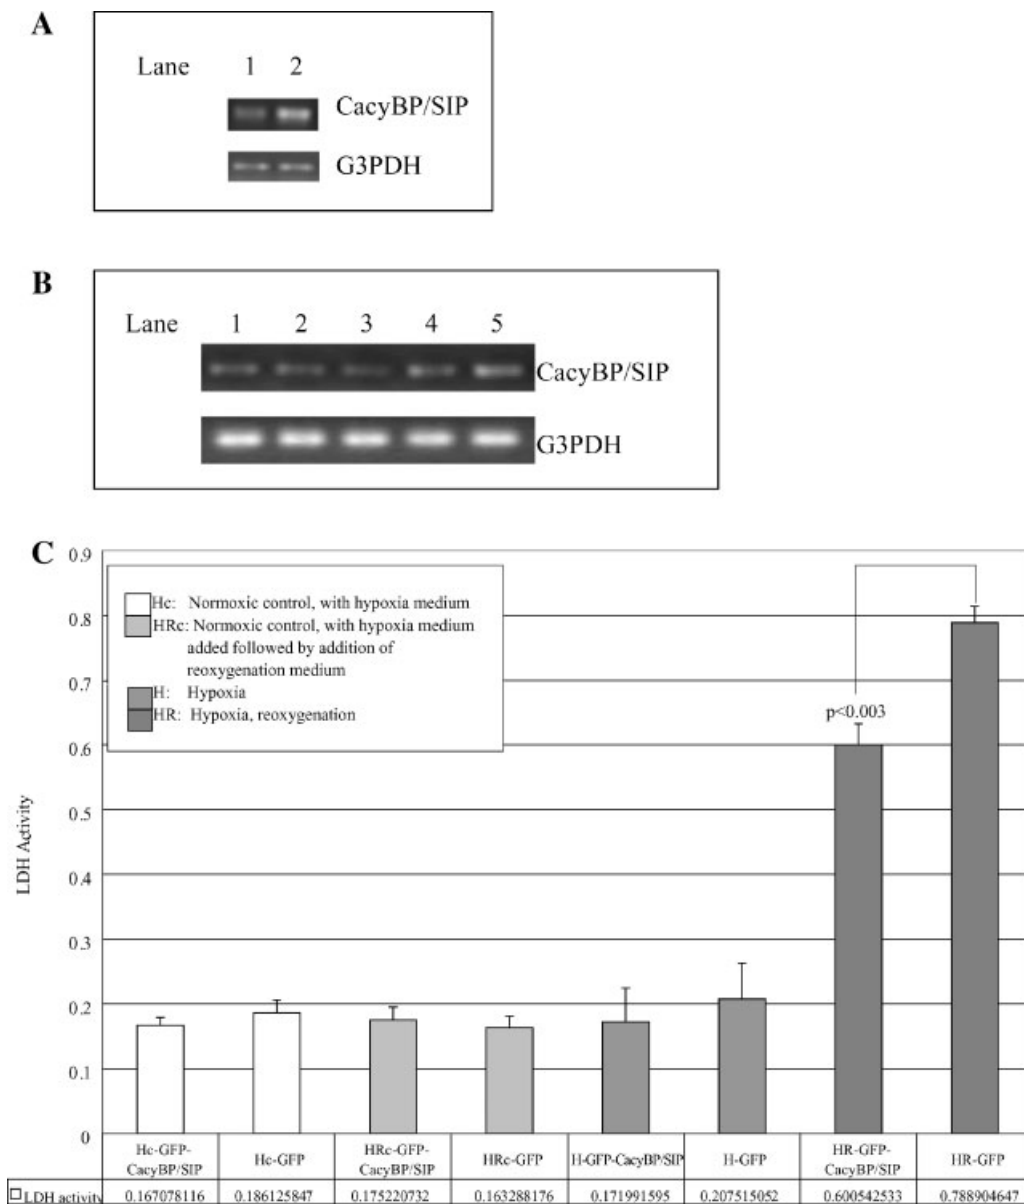 A
Lane 1 2
CacyBP/SIP
G3PDH
B
Lane 1 2 3 4 5
CacyBP/SIP
G3PDH
C
0.9
0.8
0.7
0.6
0.5
0.4
0.3
0.2
0.1
0
LDH Activity
Hc: Normoxic control, with hypoxia medium
HRc: Normoxic control, with hypoxia medium
added followed by addition of
reoxygenation medium
H: Hypoxia
HR: Hypoxia, reoxygenation
p<0.003
Hc-GFP-
CacyBP/SIP
Hc-GFP
HRc-GFP-
CacyBP/SIP
HRc-GFP
H-GFP-CacyBP/SIP
H-GFP
HR-GFP-
CacyBP/SIP
HR-GFP
LDH activity 0.167078116 0.186125847 0.175220732 0.163288176 0.171991595 0.207515052 0.600542533 0.788904647